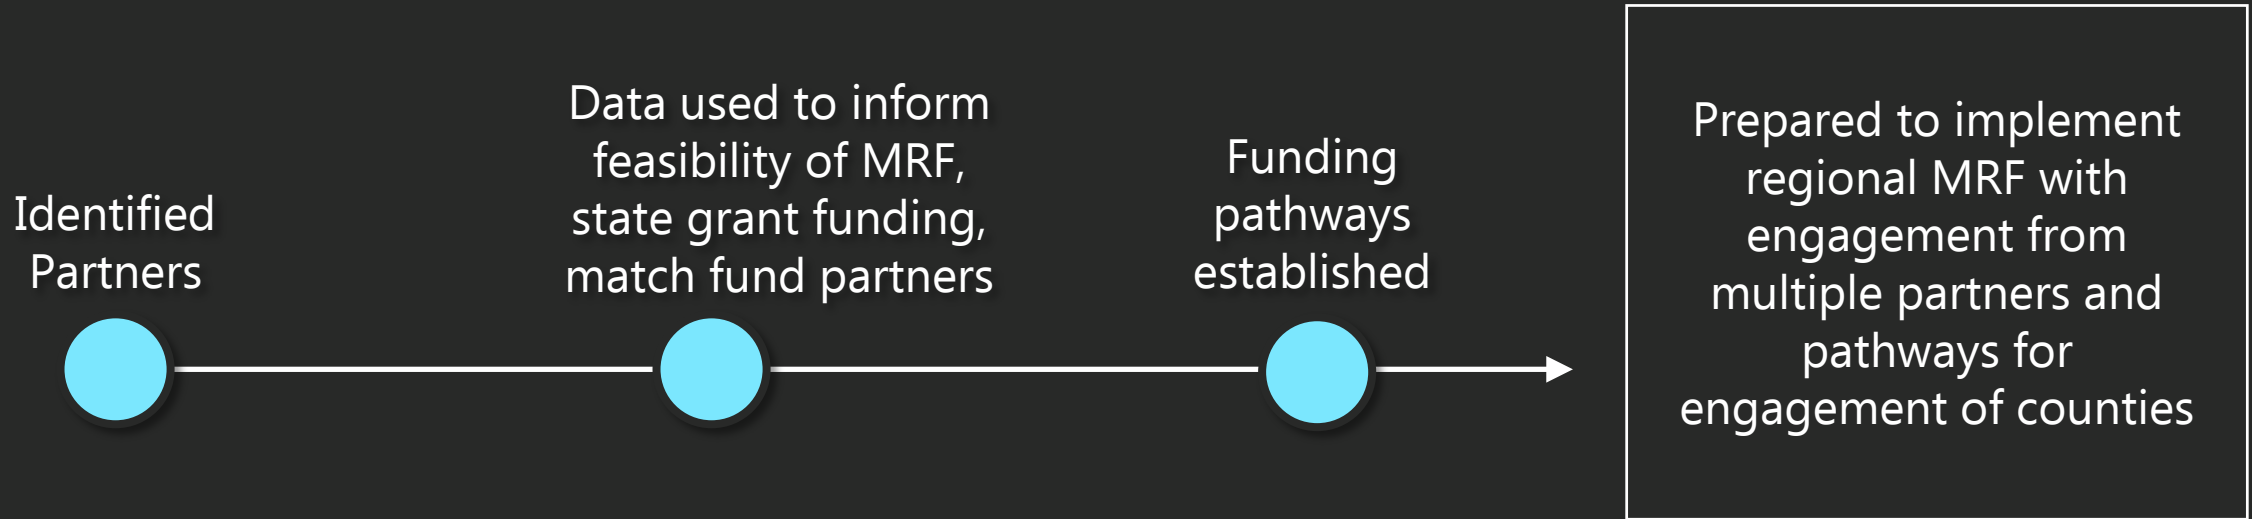 Identified
Partners
Data used to inform
feasibility of MRF,
state grant funding,
match fund partners
Funding
pathways
established
Prepared to implement
regional MRF with
engagement from
multiple partners and
pathways for
engagement of counties